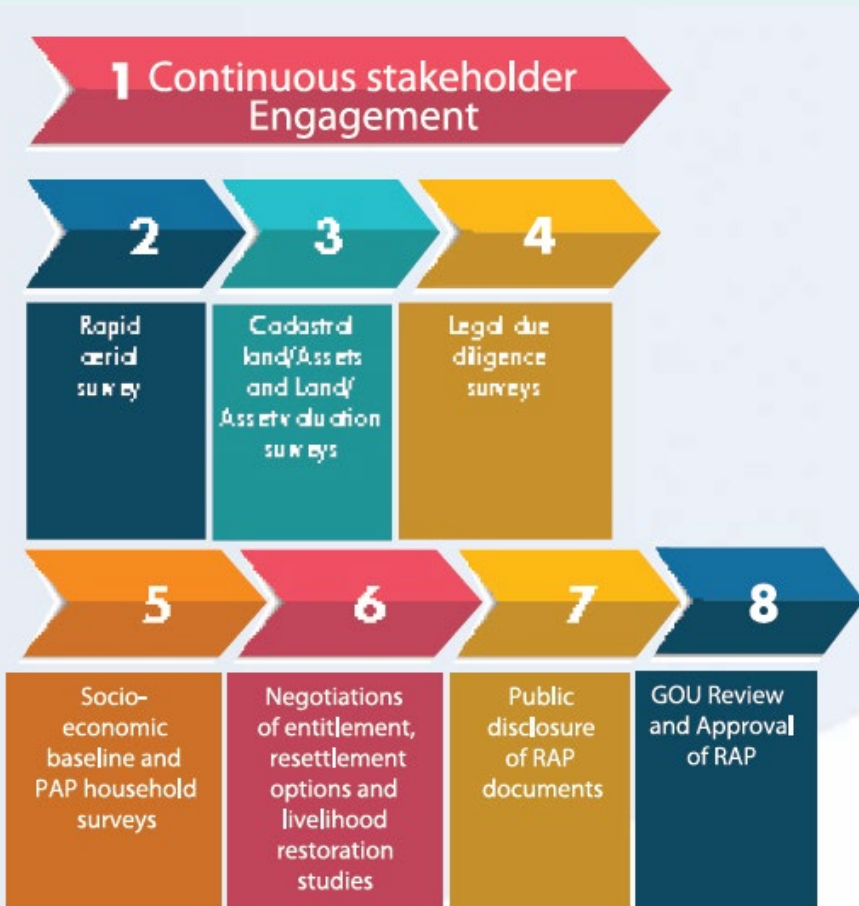 1 Continuous stakeholder
Engagement
2
3
4
Rapid
aerial
survey
Cadastral
land/Assets
and Land/
Asset valuation
surveys
Legal due
diligence
surveys
5
6
7
8
Socio-
economic
baseline and
PAP household
surveys
Negotiations
of entitlement,
resettlement
options and
livelihood
restoration
studies
Public
disclosure
of RAP
documents
GOU Review
and Approval
of RAP